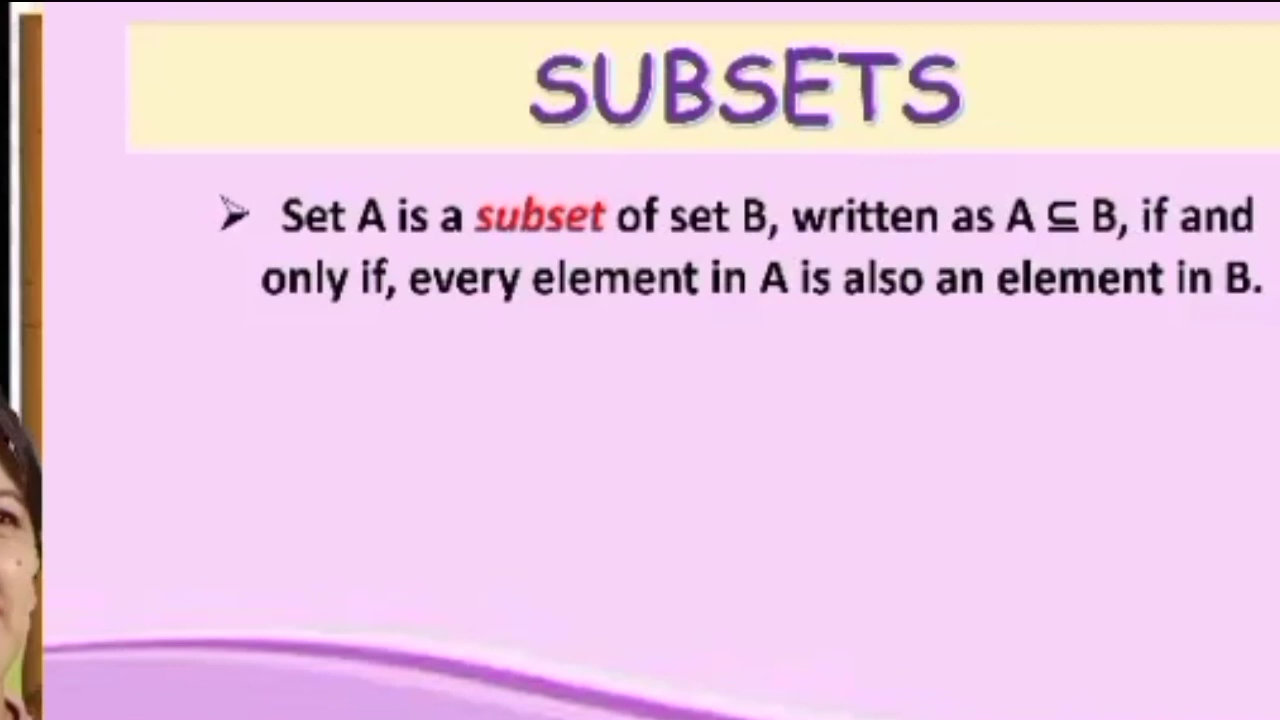 SUBSETS
➢ Set A is a subset of set B, written as A ⊆ B, if and
only if, every element in A is also an element in B.